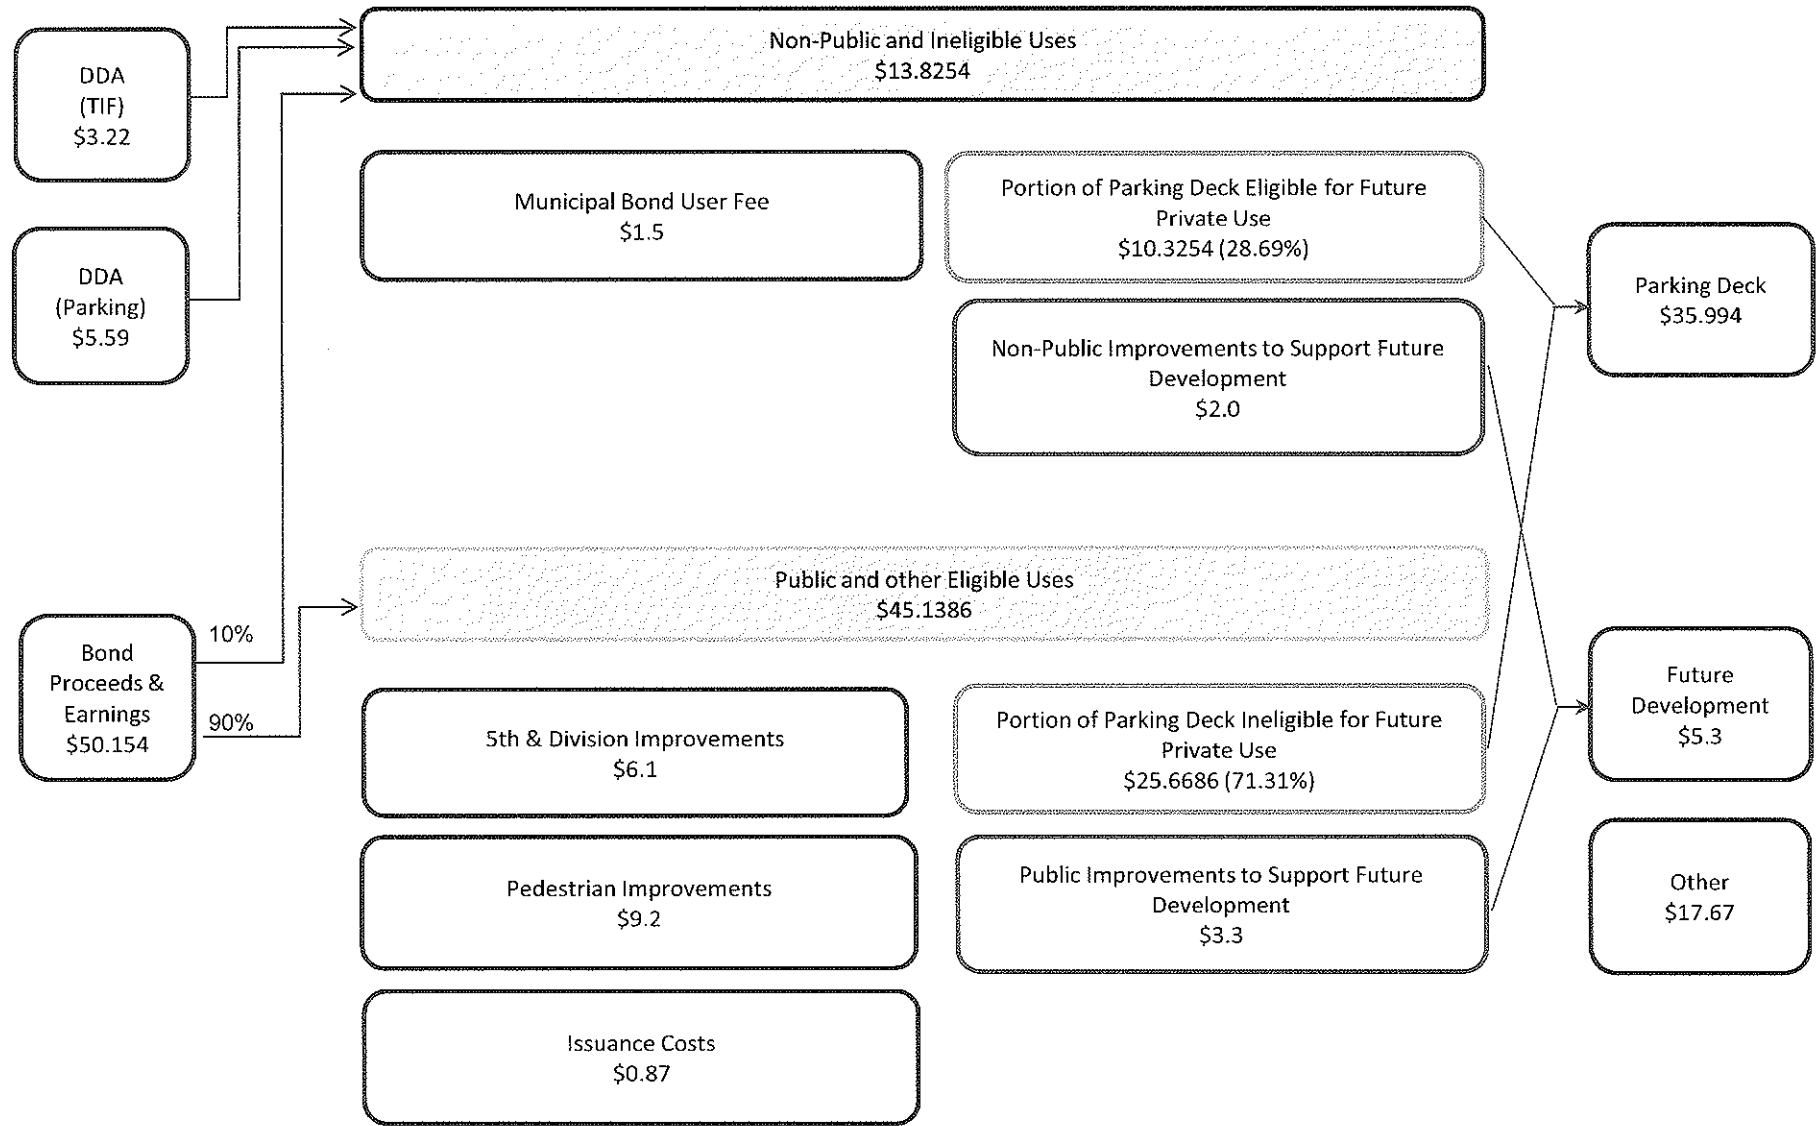 DDA
(TIF)
$3.22
DDA
(Parking)
$5.59
Bond
Proceeds &
Earnings
$50.154
10%
90%
Non-Public and Ineligible Uses
$13.8254
Municipal Bond User Fee
$1.5
Portion of Parking Deck Eligible for Future
Private Use
$10.3254 (28.69%)
Non-Public Improvements to Support Future
Development
$2.0
Public and other Eligible Uses
$45.1386
5th & Division Improvements
$6.1
Pedestrian Improvements
$9.2
Issuance Costs
$0.87
Portion of Parking Deck Ineligible for Future
Private Use
$25.6686 (71.31%)
Public Improvements to Support Future
Development
$3.3
Parking Deck
$35.994
Future
Development
$5.3
Other
$17.67